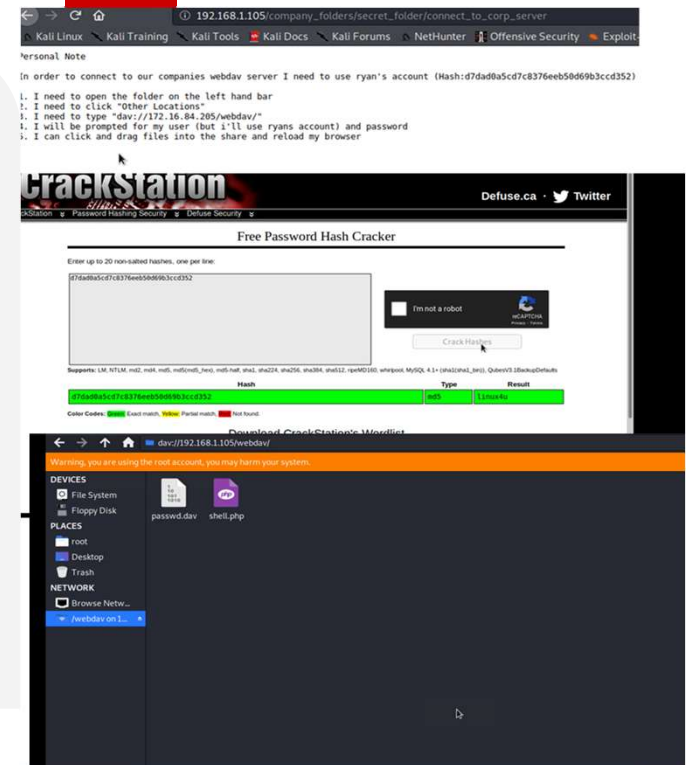 192.168.1.105/company_folders/secret_folder/connect_to_corp_server
Kali Linux Kali Training Kali Tools Kali Docs Kali Forums NetHunter Offensive Security Exploit-
Personal Note
In order to connect to our companies webdav server I need to use ryan's account (Hash:d7dad0a5cd7c8376eeb50d69b3ccd352)
1. I need to open the folder on the left hand bar
2. I need to click "Other Locations"
3. I need to type "dav://172.16.84.205/webdav/"
4. I will be prompted for my user (but i'll use ryans account) and password
5. I can click and drag files into the share and reload my browser
CrackStation
Defuse.ca · Twitter
ckStation Password Hashing Security Defuse Security
Free Password Hash Cracker
Enter up to 20 non-salted hashes, one per line:
d7dad0a5cd7c8376eeb50d69b3ccd352
I'm not a robot
reCAPTCHA
Privacy - Terms
Crack Hashes
Supports: LM, NTLM, md2, md4, md5, md5(md5_hex), md5-half, sha1, sha224, sha256, sha384, sha512, ripeMD160, whirlpool, MySQL 4.1+ (sha1(sha1_bin)), QubesV3.1BackupDefaults
Hash Type Result
d7dad0a5cd7c8376eeb50d69b3ccd352 md5 linux4u
Color Codes: Green: Exact match, Yellow: Partial match, Red: Not found.
Download CrackStation's Wordlist
dav://192.168.1.105/webdav/
Warning, you are using the root account, you may harm your system.
DEVICES
File System
Floppy Disk
PLACES
root
Desktop
Trash
NETWORK
Browse Netw...
/webdav on 1...
passwd.dav shell.php